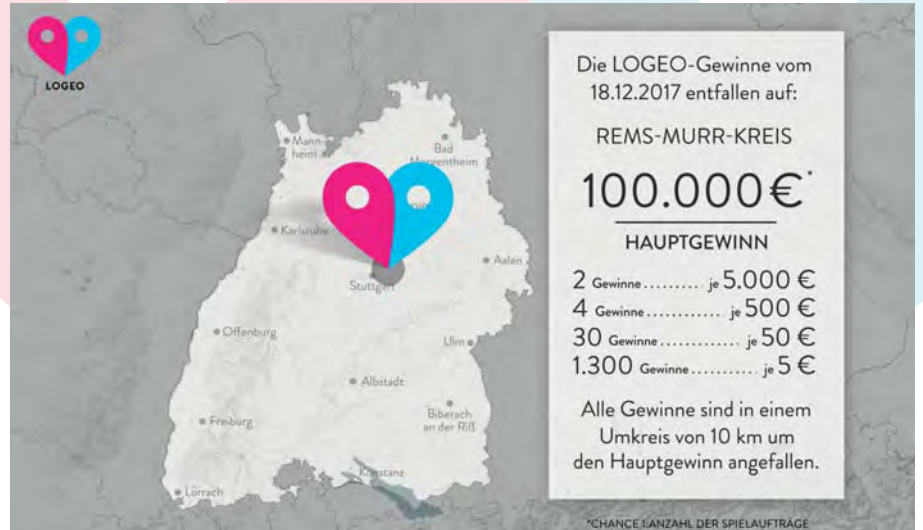 LOGEO
Mann-
heim
Bad
Mergentheim
Karlsruhe
Aalen
Stuttgart
Offenburg
Ulm
Albstadt
Biberach
an der Riß
Freiburg
Konstanz
Lörrach
Die LOGEO-Gewinne vom
18.12.2017 entfallen auf:
REMS-MURR-KREIS
100.000 €*
HAUPTGEWINN
2 Gewinne .......... je 5.000 €
4 Gewinne .............. je 500 €
30 Gewinne ............. je 50 €
1.300 Gewinne ........... je 5 €
Alle Gewinne sind in einem
Umkreis von 10 km um
den Hauptgewinn angefallen.
*CHANCE 1:ANZAHL DER SPIELAUFTRÄGE